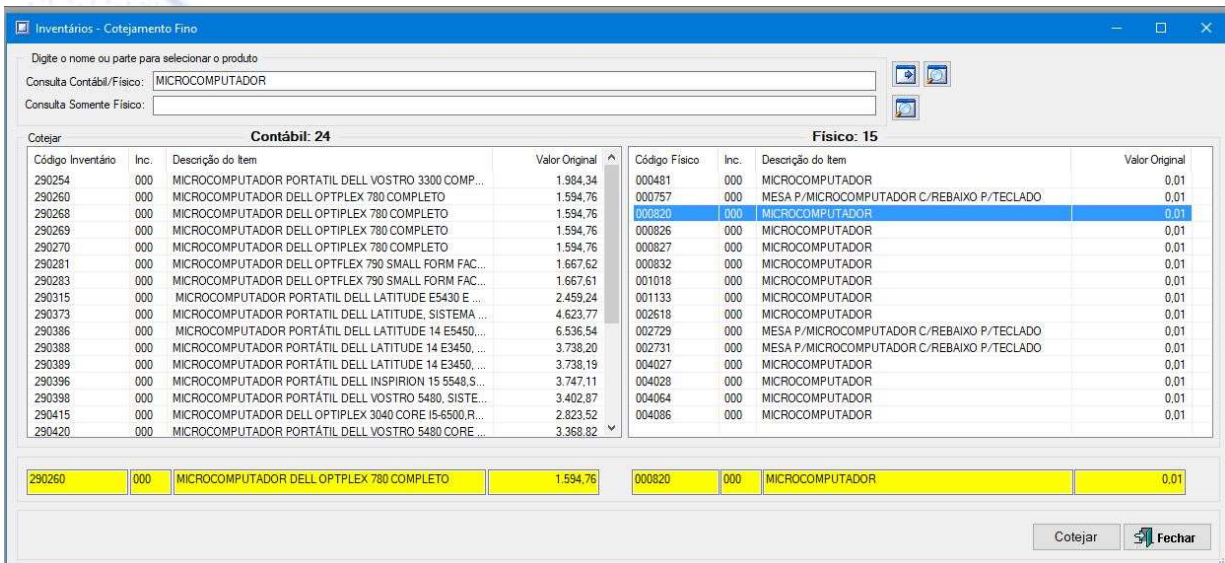 Inventários - Cotejamento Fino
Digite o nome ou parte para selecionar o produto
Consulta Contábil/Físico: MICROCOMPUTADOR
Consulta Somente Físico:
Cotejar Contábil: 24 Físico: 15
Código Inventário Inc. Descrição do Item Valor Original Código Físico Inc. Descrição do Item Valor Original
290254 000 MICROCOMPUTADOR PORTATIL DELL VOSTRO 3300 COMP... 1.984,34 000481 000 MICROCOMPUTADOR 0,01
290260 000 MICROCOMPUTADOR DELL OPTPLEX 780 COMPLETO 1.594,76 000757 000 MESA P/MICROCOMPUTADOR C/REBAIXO P/TECLADO 0,01
290268 000 MICROCOMPUTADOR DELL OPTIPLEX 780 COMPLETO 1.594,76 000820 000 MICROCOMPUTADOR 0,01
290269 000 MICROCOMPUTADOR DELL OPTIPLEX 780 COMPLETO 1.594,76 000826 000 MICROCOMPUTADOR 0,01
290270 000 MICROCOMPUTADOR DELL OPTIPLEX 780 COMPLETO 1.594,76 000827 000 MICROCOMPUTADOR 0,01
290281 000 MICROCOMPUTADOR DELL OPTFLEX 790 SMALL FORM FAC... 1.667,62 000832 000 MICROCOMPUTADOR 0,01
290283 000 MICROCOMPUTADOR DELL OPTFLEX 790 SMALL FORM FAC... 1.667,61 001018 000 MICROCOMPUTADOR 0,01
290315 000 MICROCOMPUTADOR PORTATIL DELL LATITUDE E5430 E ... 2.459,24 001133 000 MICROCOMPUTADOR 0,01
290373 000 MICROCOMPUTADOR PORTATIL DELL LATITUDE, SISTEMA ... 4.623,77 002618 000 MICROCOMPUTADOR 0,01
290386 000 MICROCOMPUTADOR PORTÁTIL DELL LATITUDE 14 E5450,... 6.536,54 002729 000 MESA P/MICROCOMPUTADOR C/REBAIXO P/TECLADO 0,01
290388 000 MICROCOMPUTADOR PORTÁTIL DELL LATITUDE 14 E3450, ... 3.738,20 002731 000 MESA P/MICROCOMPUTADOR C/REBAIXO P/TECLADO 0,01
290389 000 MICROCOMPUTADOR PORTÁTIL DELL LATITUDE 14 E3450, ... 3.738,19 004027 000 MICROCOMPUTADOR 0,01
290396 000 MICROCOMPUTADOR PORTÁTIL DELL INSPIRION 15 5548,S... 3.747,11 004028 000 MICROCOMPUTADOR 0,01
290398 000 MICROCOMPUTADOR PORTÁTIL DELL VOSTRO 5480, SISTE... 3.402,87 004064 000 MICROCOMPUTADOR 0,01
290415 000 MICROCOMPUTADOR DELL OPTIPLEX 3040 CORE I5-6500,R... 2.823,52 004086 000 MICROCOMPUTADOR 0,01
290420 000 MICROCOMPUTADOR PORTÁTIL DELL VOSTRO 5480 CORE ... 3.368,82
290260 000 MICROCOMPUTADOR DELL OPTPLEX 780 COMPLETO 1.594,76 000820 000 MICROCOMPUTADOR 0,01
Cotejar Fechar